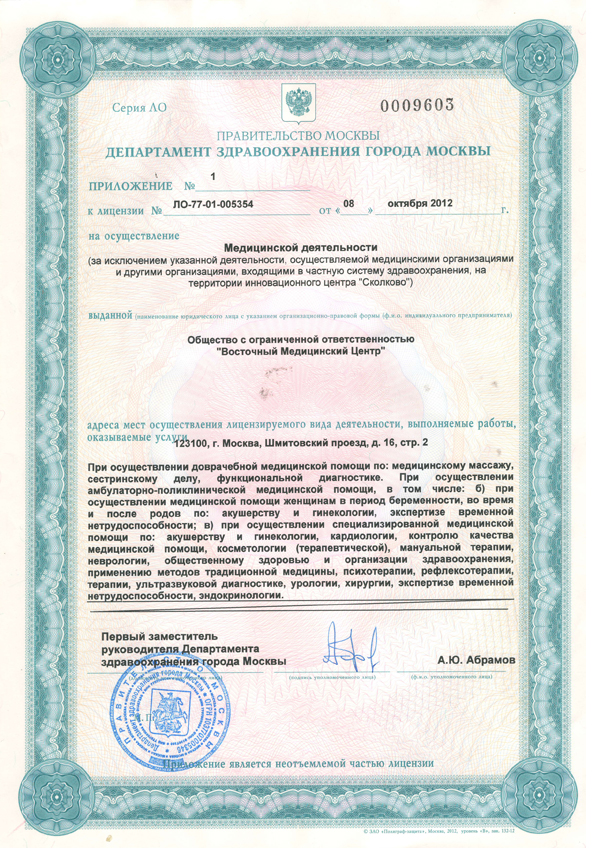 Серия ЛО
0009603
ПРАВИТЕЛЬСТВО МОСКВЫ
ДЕПАРТАМЕНТ ЗДРАВООХРАНЕНИЯ ГОРОДА МОСКВЫ
ПРИЛОЖЕНИЕ № 1
к лицензии № ЛО-77-01-005354 от « 08 » октября 2012 г.
на осуществление
Медицинской деятельности
(за исключением указанной деятельности, осуществляемой медицинскими организациями
и другими организациями, входящими в частную систему здравоохранения, на
территории инновационного центра "Сколково")
выданной (наименование юридического лица с указанием организационно-правовой формы (ф.и.о. индивидуального предпринимателя)
Общество с ограниченной ответственностью
"Восточный Медицинский Центр"
адреса мест осуществления лицензируемого вида деятельности, выполняемые работы,
оказываемые услуги
123100, г. Москва, Шмитовский проезд, д. 16, стр. 2
При осуществлении доврачебной медицинской помощи по: медицинскому массажу,
сестринскому делу, функциональной диагностике. При осуществлении
амбулаторно-поликлинической медицинской помощи, в том числе: б) при
осуществлении медицинской помощи женщинам в период беременности, во время
и после родов по: акушерству и гинекологии, экспертизе временной
нетрудоспособности; в) при осуществлении специализированной медицинской
помощи по: акушерству и гинекологии, кардиологии, контролю качества
медицинской помощи, косметологии (терапевтической), мануальной терапии,
неврологии, общественному здоровью и организации здравоохранения,
применению методов традиционной медицины, психотерапии, рефлексотерапии,
терапии, ультразвуковой диагностике, урологии, хирургии, экспертизе временной
нетрудоспособности, эндокринологии.
Первый заместитель
руководителя Департамента
здравоохранения города Москвы
А.Ю. Абрамов
(подпись уполномоченного лица)
(ф.и.о. уполномоченного лица)
ПРАВИТЕЛЬСТВО МОСКВЫ
Департамент здравоохранения города Москвы
Приложение является неотъемлемой частью лицензии
© ЗАО «Полиграф-защита», Москва, 2012, уровень «В», зак. 132-12